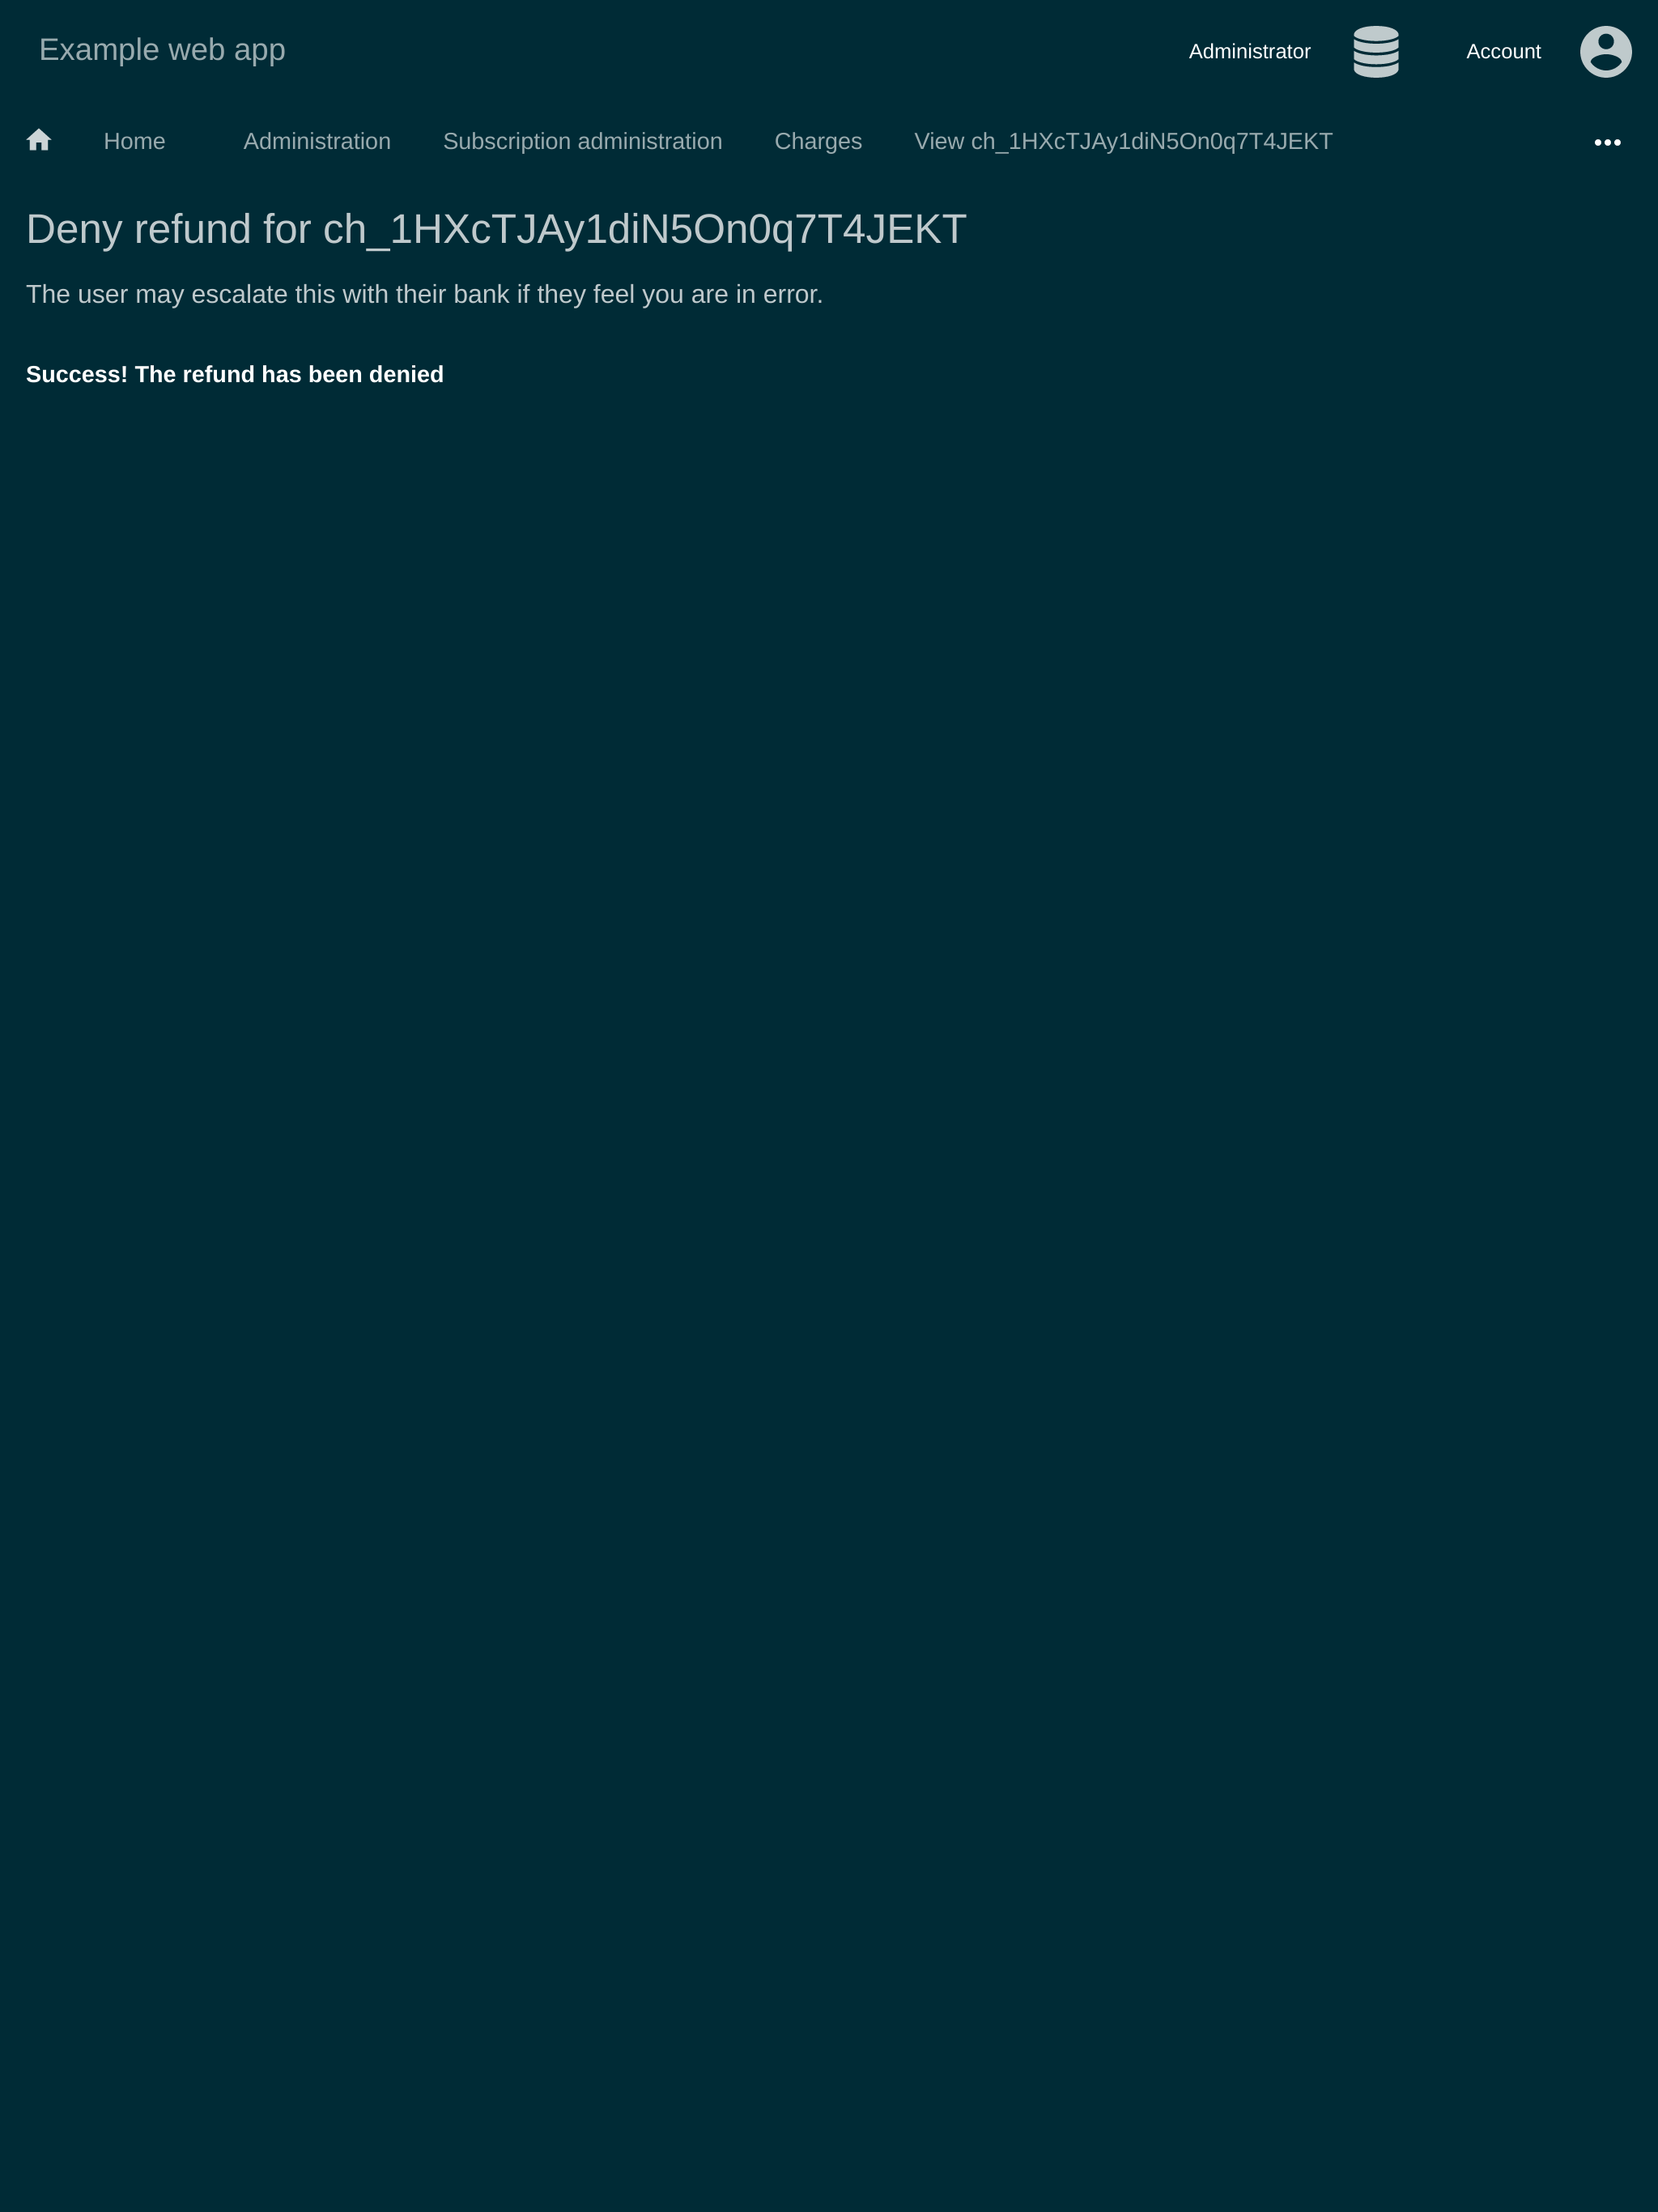 Example web app
Administrator
Account
Home
Administration
Subscription administration
Charges
View ch_1HXcTJAy1diN5On0q7T4JEKT
Deny refund for ch_1HXcTJAy1diN5On0q7T4JEKT
The user may escalate this with their bank if they feel you are in error.
Success! The refund has been denied